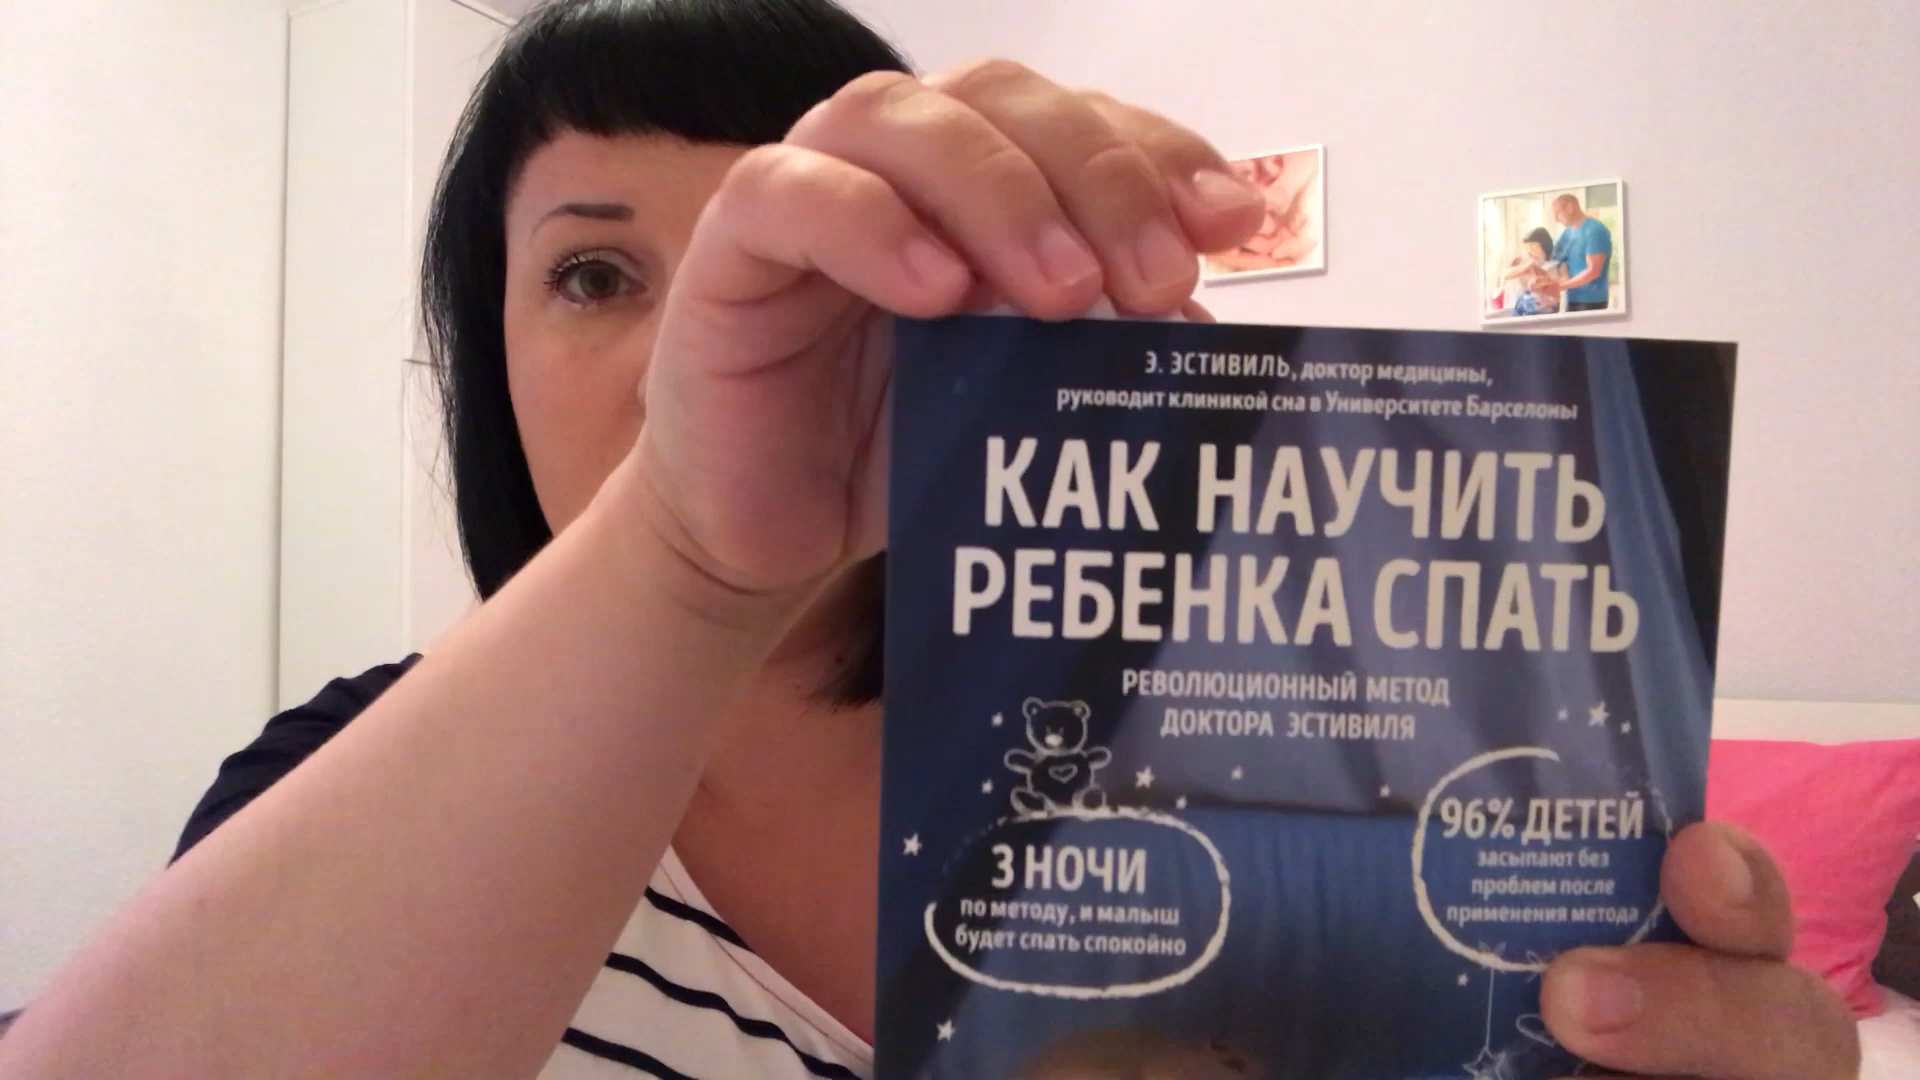 Э. ЭСТИВИЛЬ, доктор медицины,
руководит клиникой сна в Университете Барселоны
КАК НАУЧИТЬ
РЕБЕНКА СПАТЬ
РЕВОЛЮЦИОННЫЙ МЕТОД
ДОКТОРА ЭСТИВИЛЯ
3 НОЧИ
по методу, и малыш
будет спать спокойно
96% ДЕТЕЙ
засыпают без
проблем после
применения метода